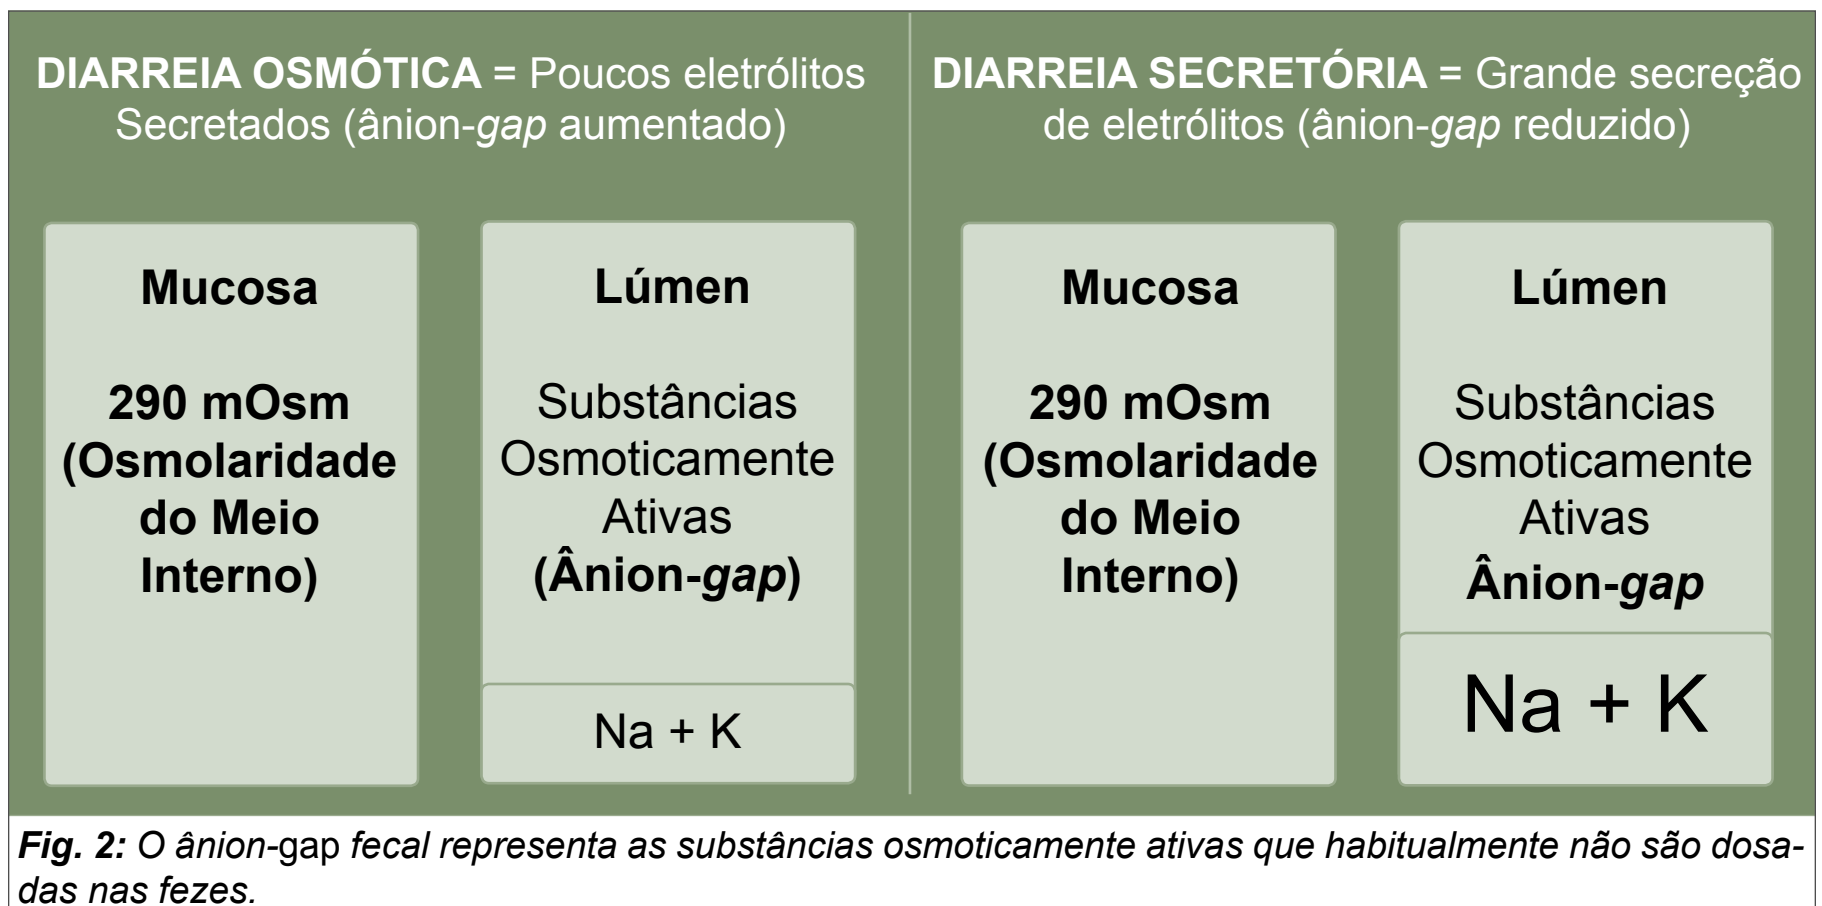 DIARREIA OSMÓTICA = Poucos eletrólitos
Secretados (ânion-gap aumentado)
DIARREIA SECRETÓRIA = Grande secreção
de eletrólitos (ânion-gap reduzido)
Mucosa
290 mOsm
(Osmolaridade
do Meio
Interno)
Lúmen
Substâncias
Osmoticamente
Ativas
(Ânion-gap)
Na + K
Mucosa
290 mOsm
(Osmolaridade
do Meio
Interno)
Lúmen
Substâncias
Osmoticamente
Ativas
Ânion-gap
Na + K
Fig. 2: O ânion-gap fecal representa as substâncias osmoticamente ativas que habitualmente não são dosa-
das nas fezes.